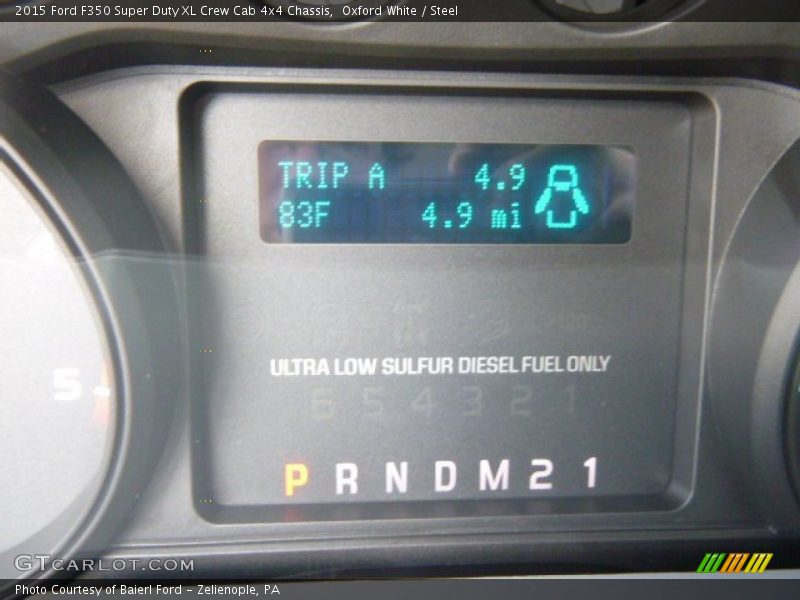 2015 Ford F350 Super Duty XL Crew Cab 4x4 Chassis,  Oxford White / Steel
TRIP A 4.9
83F 4.9 mi
ULTRA LOW SULFUR DIESEL FUEL ONLY
6 5 4 3 2 1
5
P R N D M 2 1
GTCARLOT.COM
Photo Courtesy of Baierl Ford - Zelienople, PA